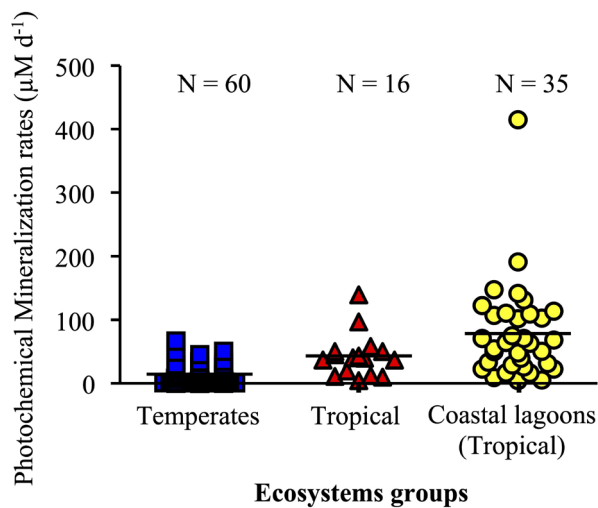 Photochemical Mineralization rates (μM d⁻¹)
500
400
300
200
100
0
N = 60
N = 16
N = 35
Temperates
Tropical
Coastal lagoons
(Tropical)
Ecosystems groups